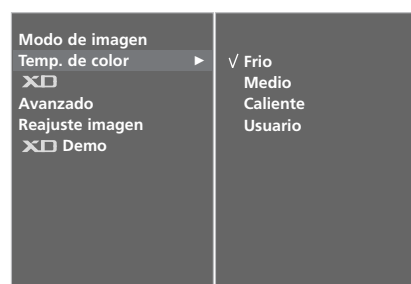 Modo de imagen
Temp. de color ►
XD
Avanzado
Reajuste imagen
XD Demo
√ Frio
Medio
Caliente
Usuario